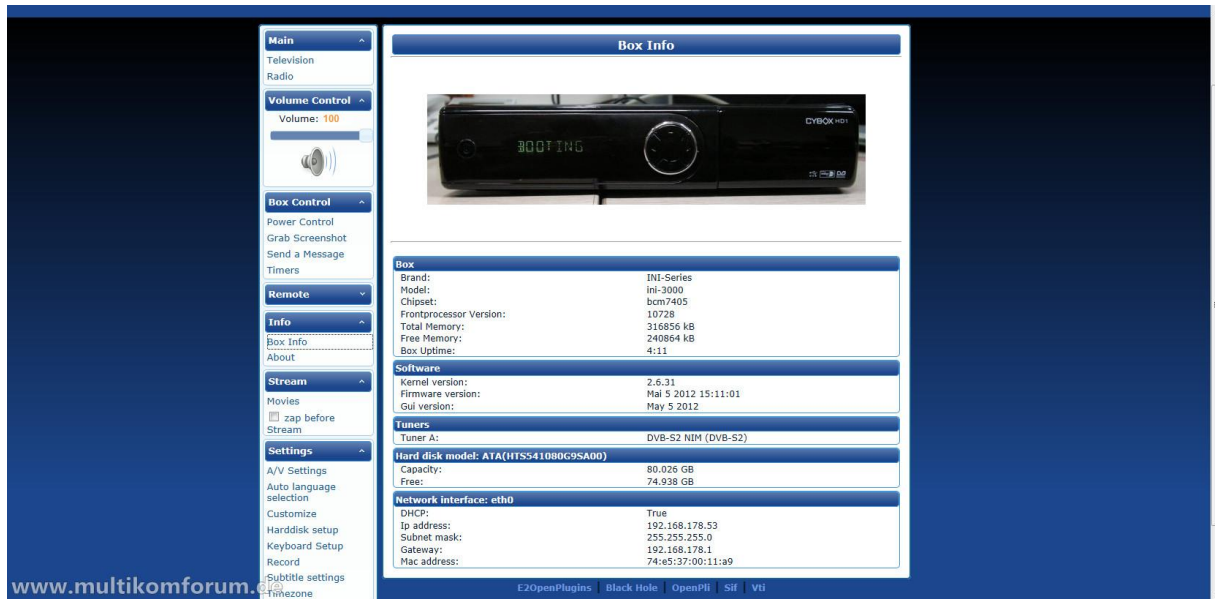 Main
Television
Radio
Volume Control
Volume: 100
Box Control
Power Control
Grab Screenshot
Send a Message
Timers
Remote
Info
Box Info
About
Stream
Movies
zap before
Stream
Settings
A/V Settings
Auto language
selection
Customize
Harddisk setup
Keyboard Setup
Record
Subtitle settings
Timezone
Box Info
CYBOX HD1
BOOTING
Box
Brand: INI-Series
Model: ini-3000
Chipset: bcm7405
Frontprocessor Version: 10728
Total Memory: 316856 kB
Free Memory: 240864 kB
Box Uptime: 4:11
Software
Kernel version: 2.6.31
Firmware version: Mai 5 2012 15:11:01
Gui version: May 5 2012
Tuners
Tuner A: DVB-S2 NIM (DVB-S2)
Hard disk model: ATA(HTS541080G9SA00)
Capacity: 80.026 GB
Free: 74.938 GB
Network interface: eth0
DHCP: True
Ip address: 192.168.178.53
Subnet mask: 255.255.255.0
Gateway: 192.168.178.1
Mac address: 74:e5:37:00:11:a9
E2OpenPlugins | Black Hole | OpenPli | Sif | Vti
www.multikomforum.de